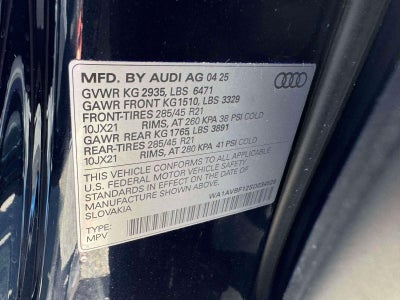 MFD. BY AUDI AG 04 25
GVWR KG 2935, LBS 6471
GAWR FRONT KG1510, LBS 3329
FRONT-TIRES 285/45 R21
10JX21 RIMS, AT 260 KPA 38 PSI COLD
GAWR REAR KG 1765, LBS 3891
REAR-TIRES 285/45 R21
10JX21 RIMS, AT 280 KPA 41 PSI COLD
THIS VEHICLE CONFORMS TO ALL APPLICABLE
U.S. FEDERAL MOTOR VEHICLE SAFETY
STANDARDS IN EFFECT ON THE DATE
OF MANUFACTURE SHOWN ABOVE.
SLOVAKIA
TYPE:
MPV